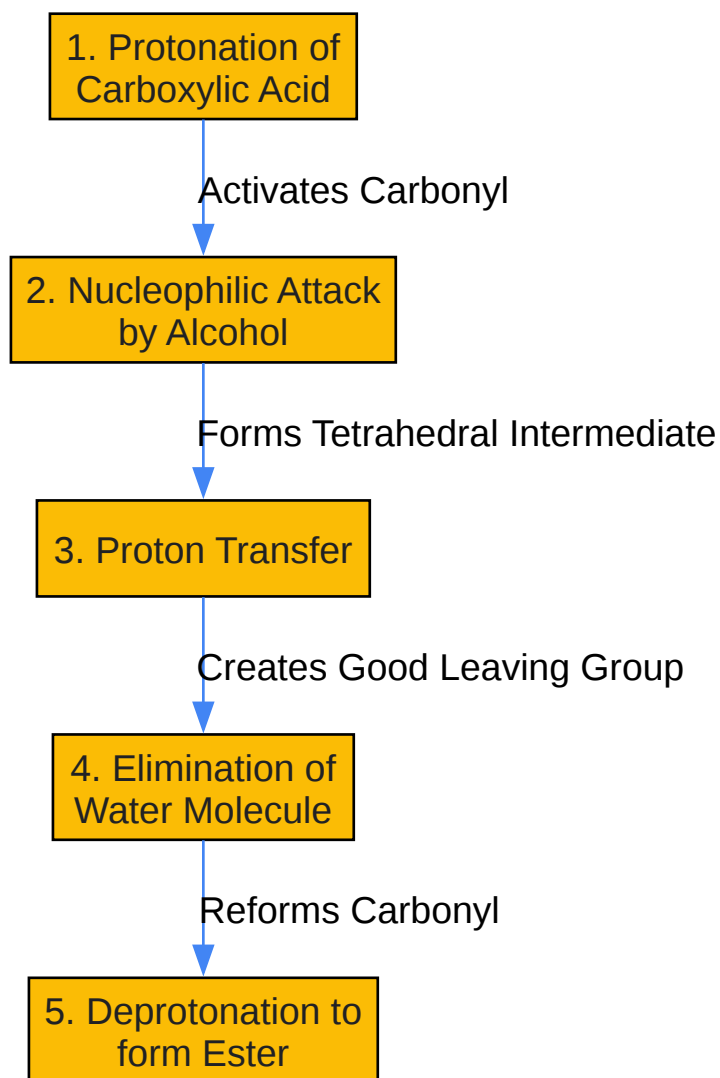 1. Protonation of
Carboxylic Acid
Activates Carbonyl
2. Nucleophilic Attack
by Alcohol
Forms Tetrahedral Intermediate
3. Proton Transfer
Creates Good Leaving Group
4. Elimination of
Water Molecule
Reforms Carbonyl
5. Deprotonation to
form Ester